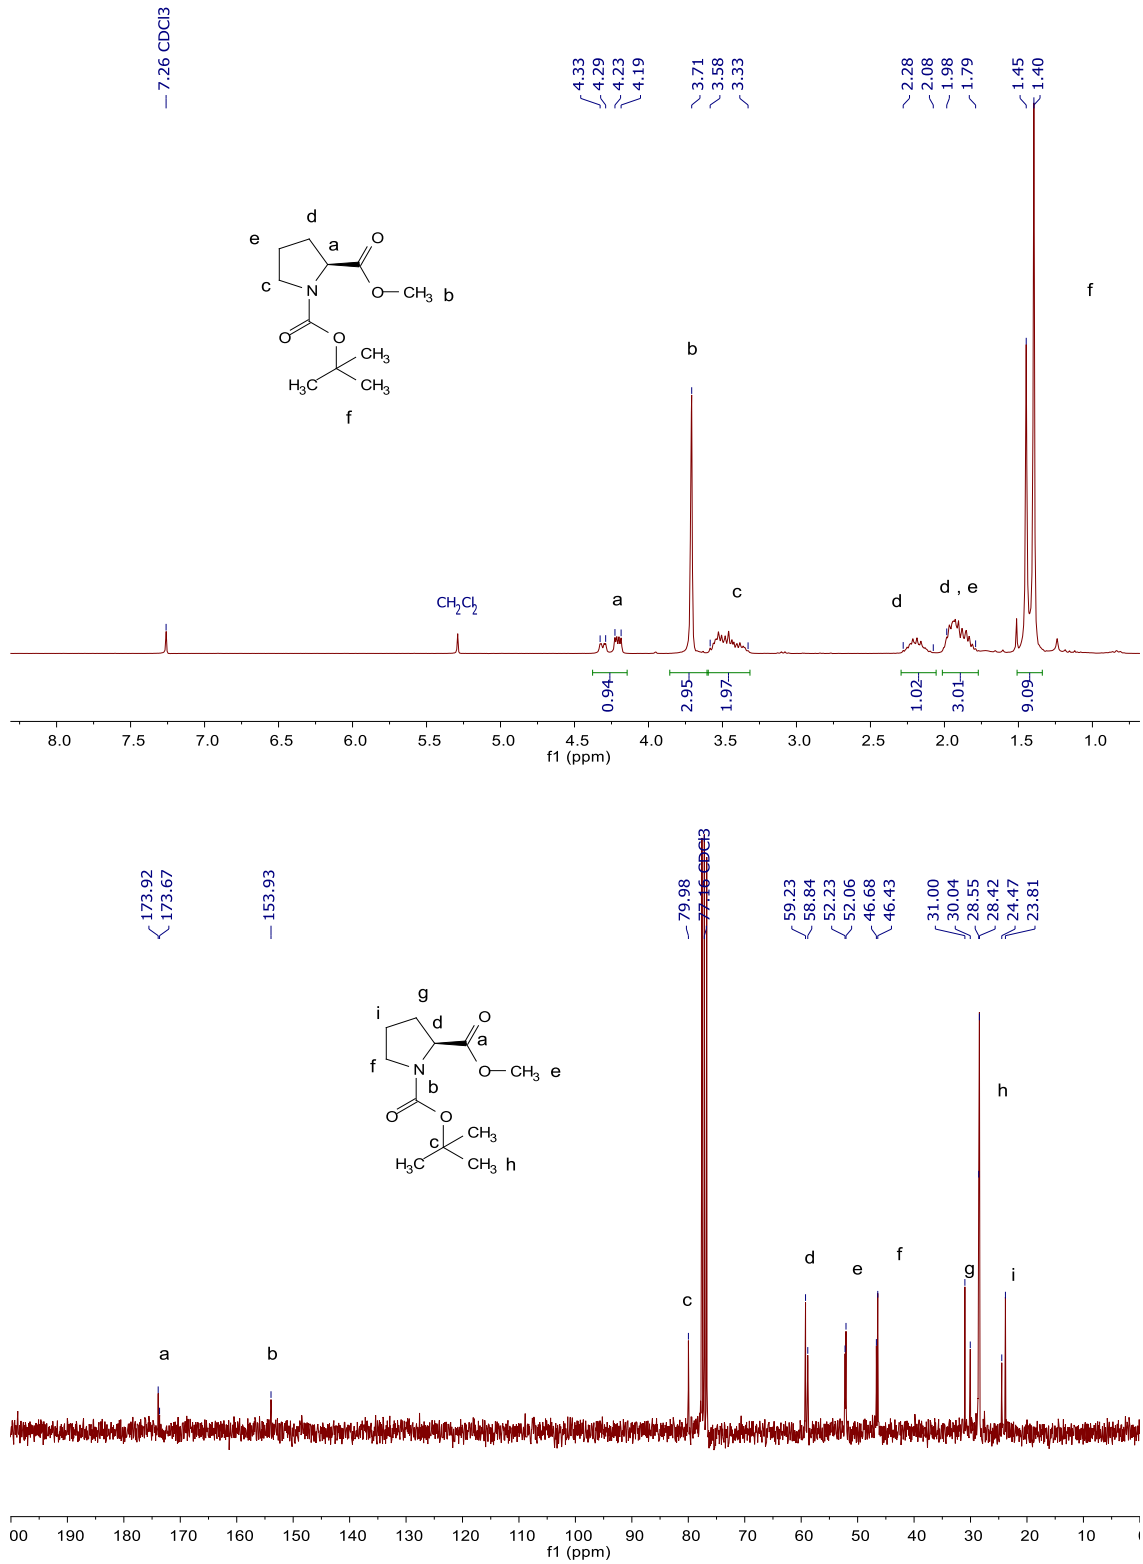 7.26 CDCl3
4.33
4.29
4.23
4.19
3.71
3.58
3.33
2.28
2.08
1.98
1.79
1.45
1.40
d
e
a
O
c
N
O
CH₃
b
O
O
CH₃
H₃C
CH₃
f
f
b
CH₂Cl₂
a
c
d
d , e
0.94
2.95
1.97
1.02
3.01
9.09
8.0 7.5 7.0 6.5 6.0 5.5 5.0 4.5 4.0 3.5 3.0 2.5 2.0 1.5 1.0
f1 (ppm)
173.92
173.67
153.93
79.98
77.16 CDCl3
59.23
58.84
52.23
52.06
46.68
46.43
31.00
30.04
28.55
28.42
24.47
23.81
g
i
d
O
a
f
N
O
CH₃
e
b
O
O
c
CH₃
H₃C
CH₃
h
h
d
e
f
g
i
c
a
b
00 190 180 170 160 150 140 130 120 110 100 90 80 70 60 50 40 30 20 10 0
f1 (ppm)